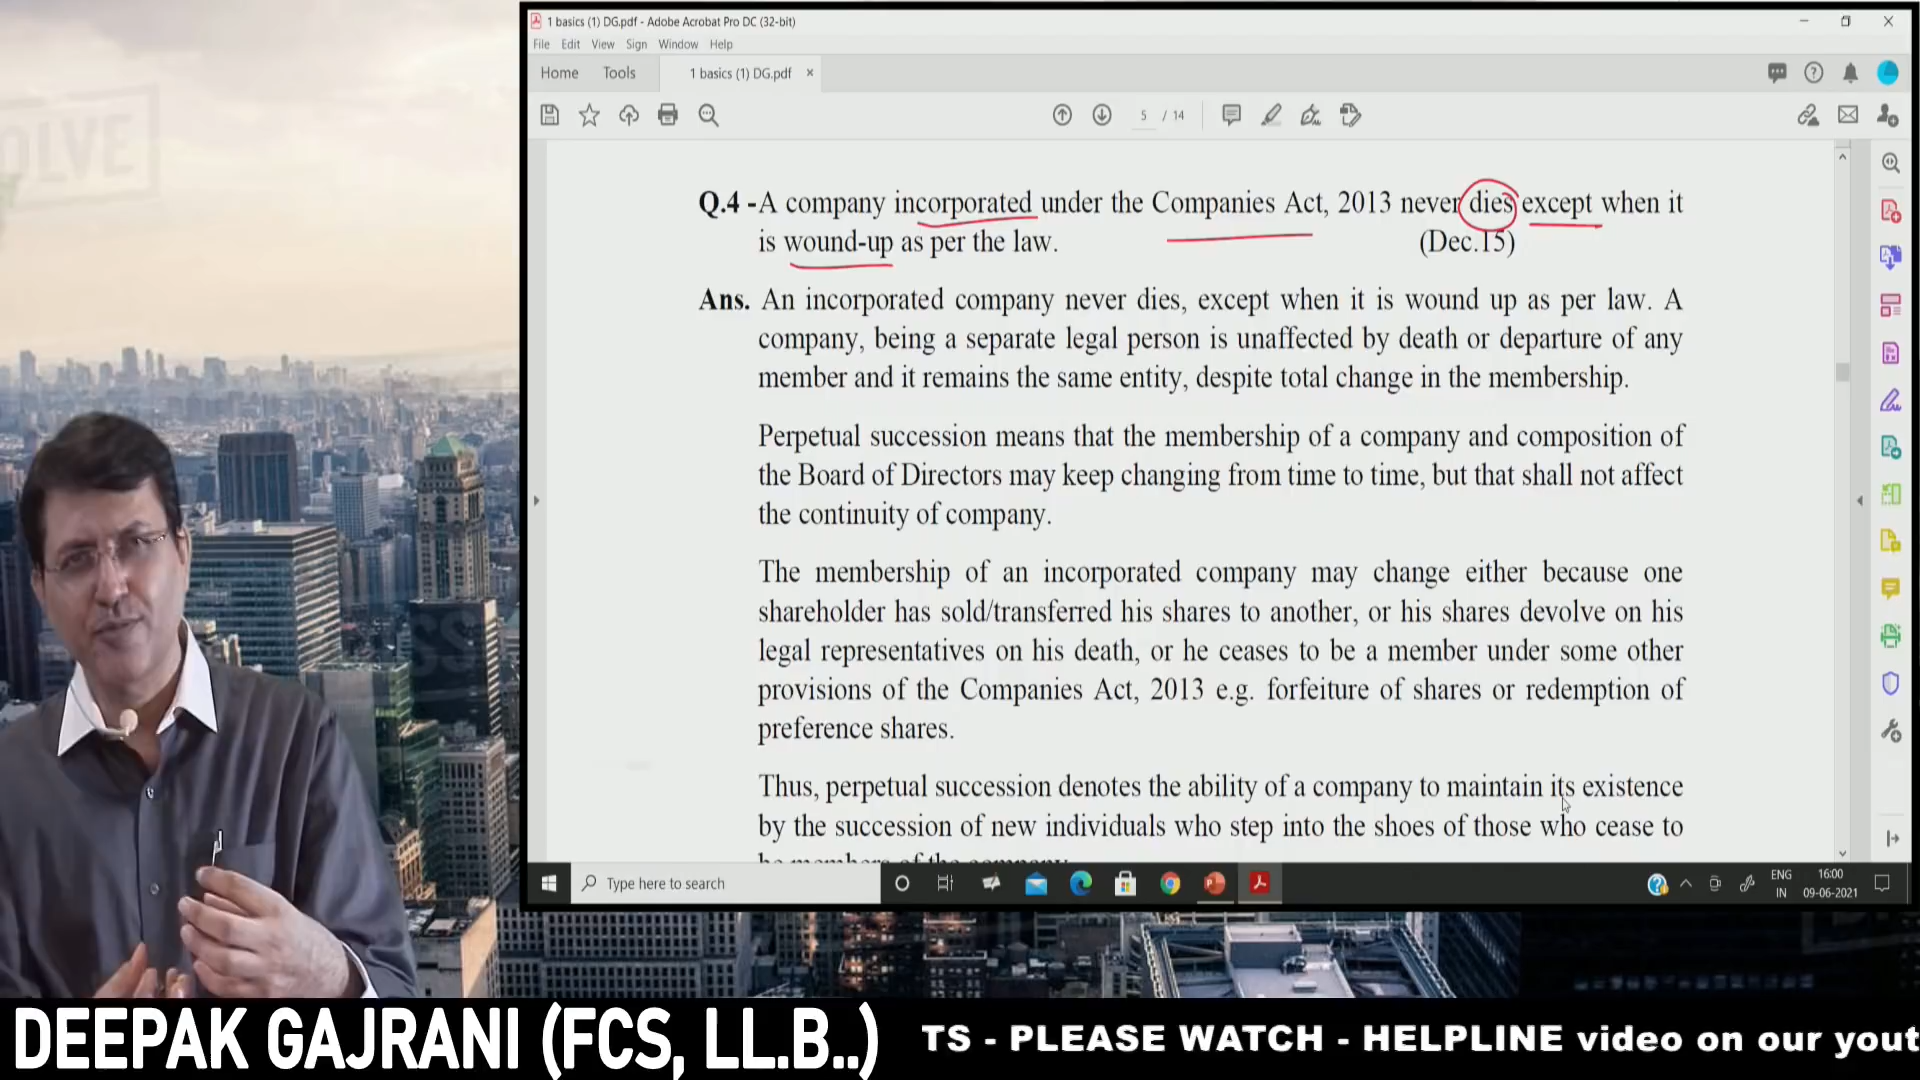 OLVE
1 basics (1) DG.pdf - Adobe Acrobat Pro DC (32-bit)
File Edit View Sign Window Help
Home Tools 1 basics (1) DG.pdf ×
5 / 14
Q.4 - A company incorporated under the Companies Act, 2013 never dies except when it
is wound-up as per the law. (Dec.15)
Ans. An incorporated company never dies, except when it is wound up as per law. A
company, being a separate legal person is unaffected by death or departure of any
member and it remains the same entity, despite total change in the membership.
Perpetual succession means that the membership of a company and composition of
the Board of Directors may keep changing from time to time, but that shall not affect
the continuity of company.
The membership of an incorporated company may change either because one
shareholder has sold/transferred his shares to another, or his shares devolve on his
legal representatives on his death, or he ceases to be a member under some other
provisions of the Companies Act, 2013 e.g. forfeiture of shares or redemption of
preference shares.
Thus, perpetual succession denotes the ability of a company to maintain its existence
by the succession of new individuals who step into the shoes of those who cease to
be members of the company
Type here to search
ENG
IN
16:00
09-06-2021
DEEPAK GAJRANI (FCS, LL.B..)
TS - PLEASE WATCH - HELPLINE video on our yout